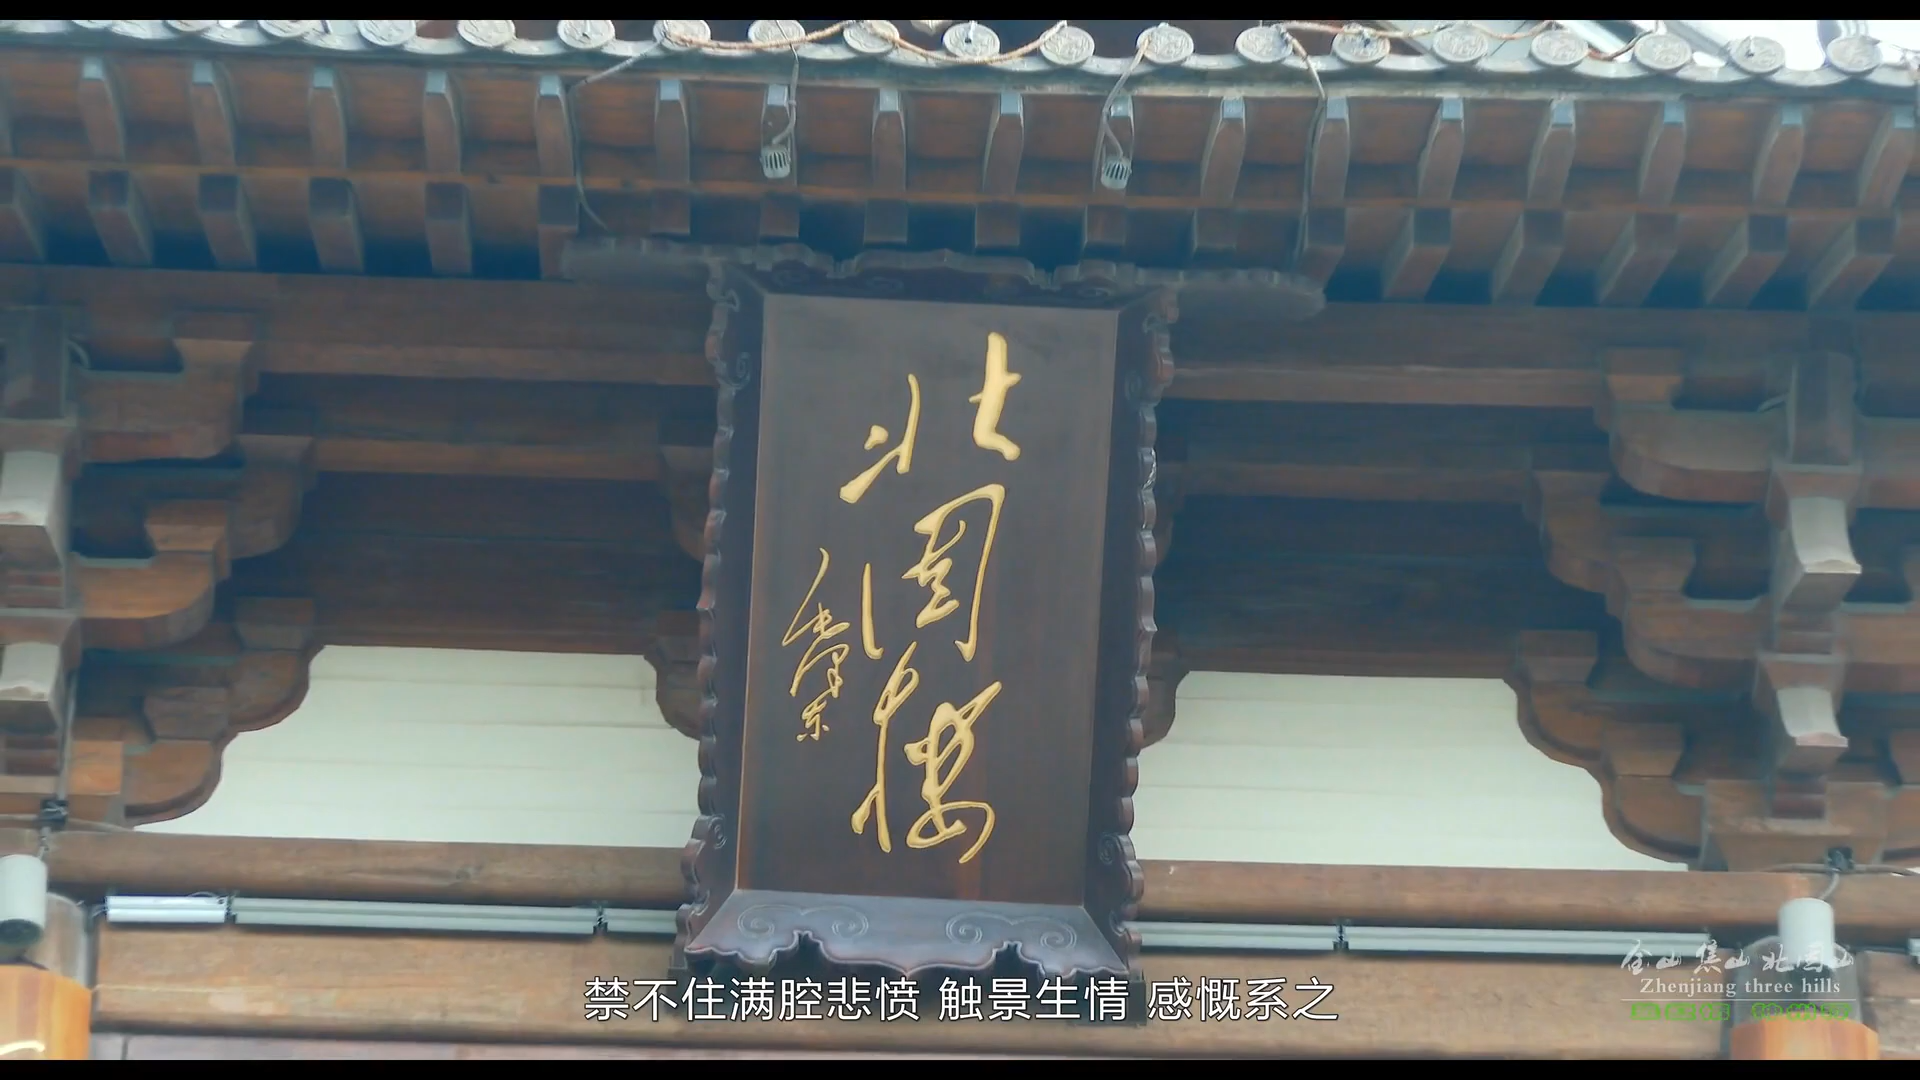 北固楼
毛泽东
禁不住满腔悲愤 触景生情 感慨系之
金山 焦山 北固山
Zhenjiang three hills